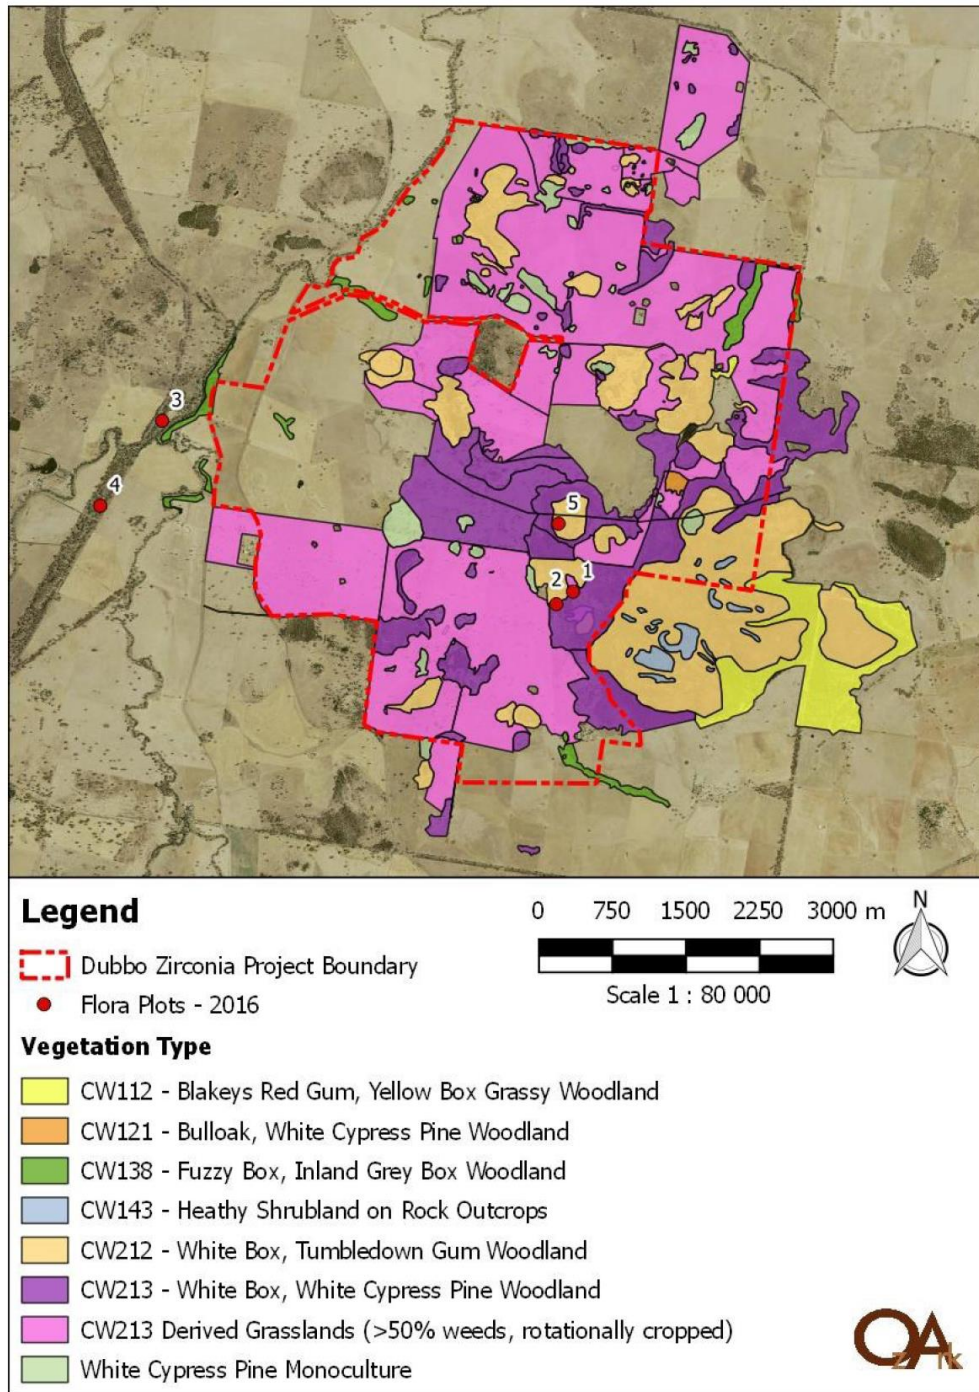 3
4
5
2
1
Legend
Dubbo Zirconia Project Boundary
Flora Plots - 2016
0 750 1500 2250 3000 m
Scale 1 : 80 000
N
Vegetation Type
CW112 - Blakeys Red Gum, Yellow Box Grassy Woodland
CW121 - Bulloak, White Cypress Pine Woodland
CW138 - Fuzzy Box, Inland Grey Box Woodland
CW143 - Heathy Shrubland on Rock Outcrops
CW212 - White Box, Tumbledown Gum Woodland
CW213 - White Box, White Cypress Pine Woodland
CW213 Derived Grasslands (>50% weeds, rotationally cropped)
White Cypress Pine Monoculture
OzArk